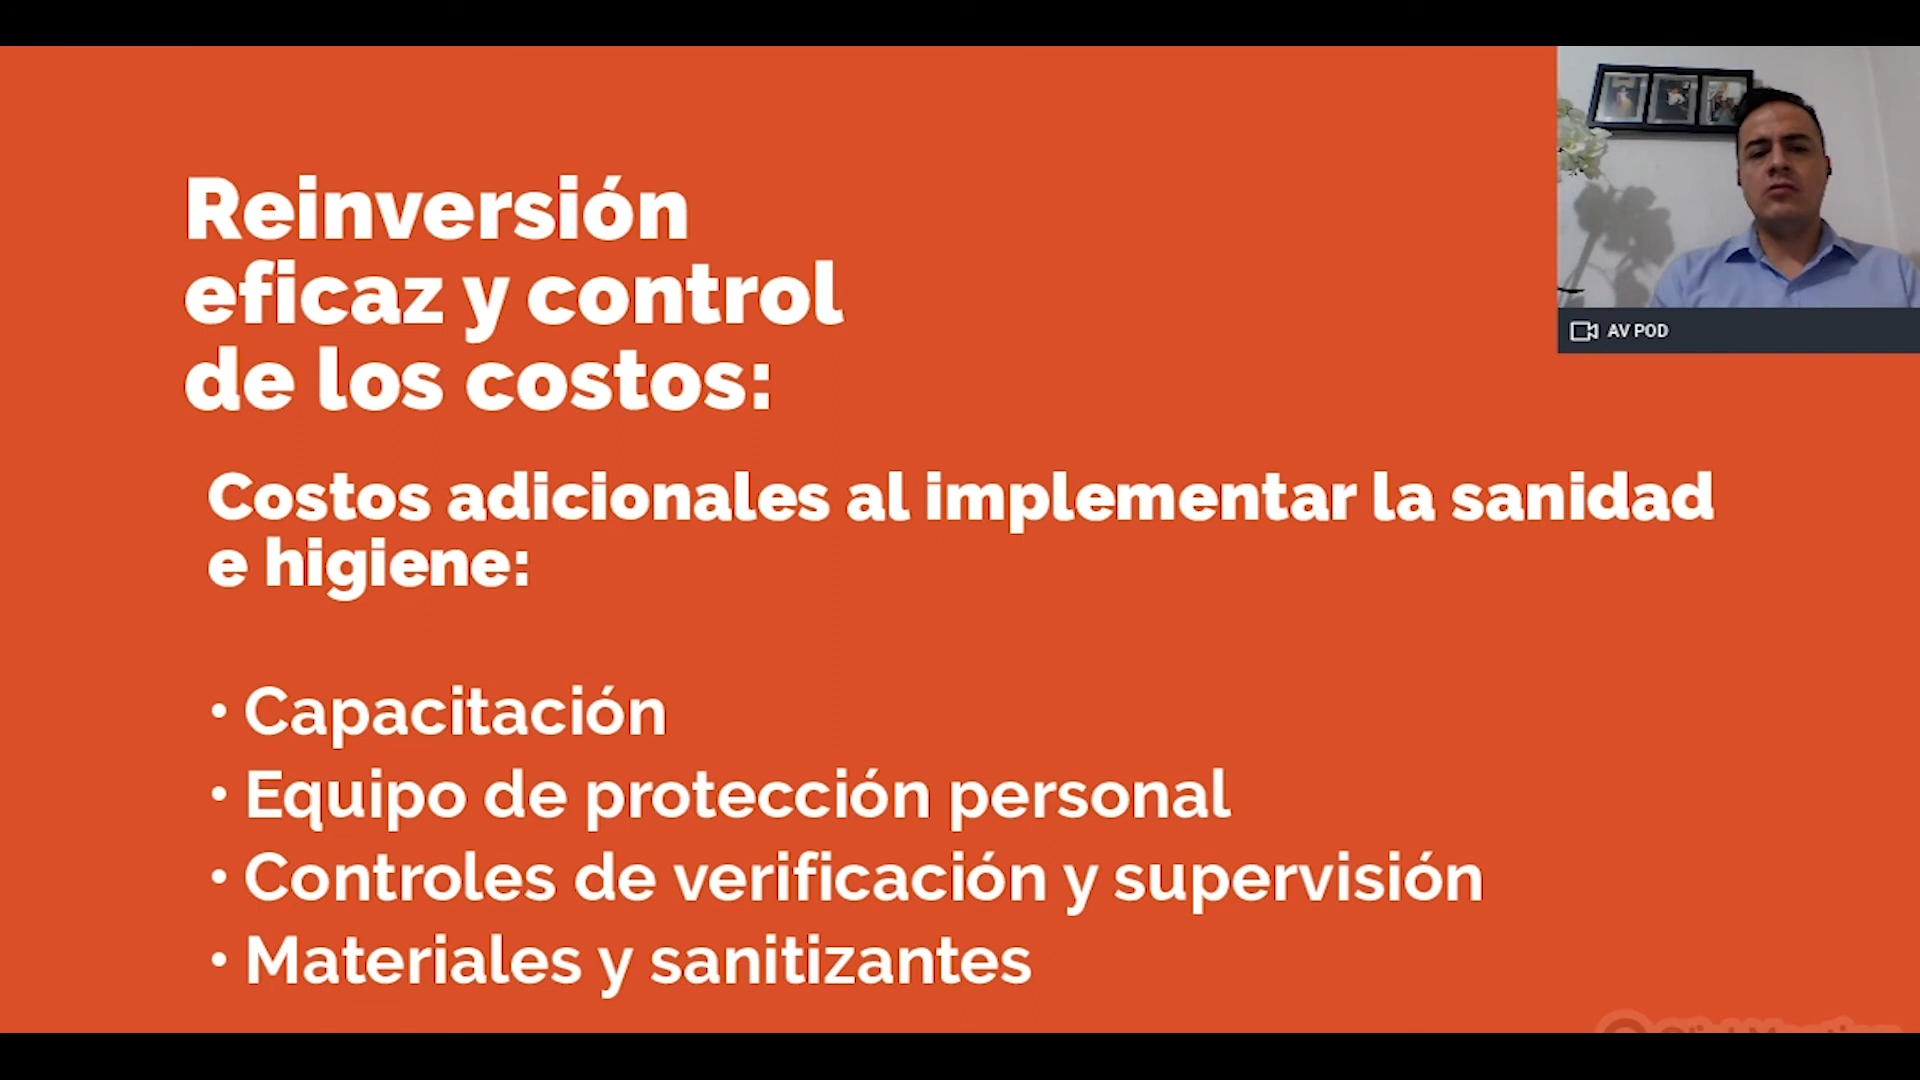 Reinversión
eficaz y control
de los costos:
Costos adicionales al implementar la sanidad
e higiene:
• Capacitación
• Equipo de protección personal
• Controles de verificación y supervisión
• Materiales y sanitizantes
AV POD